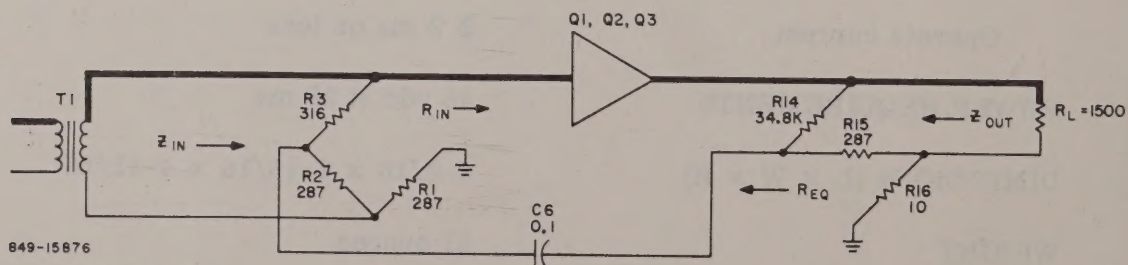 Q1, Q2, Q3
T1
Z IN
R3
316
R IN
R2
287
R1
287
C6
0.1
R14
34.8K
R15
287
R EQ
R16
10
Z OUT
R L = 1500
849-15876